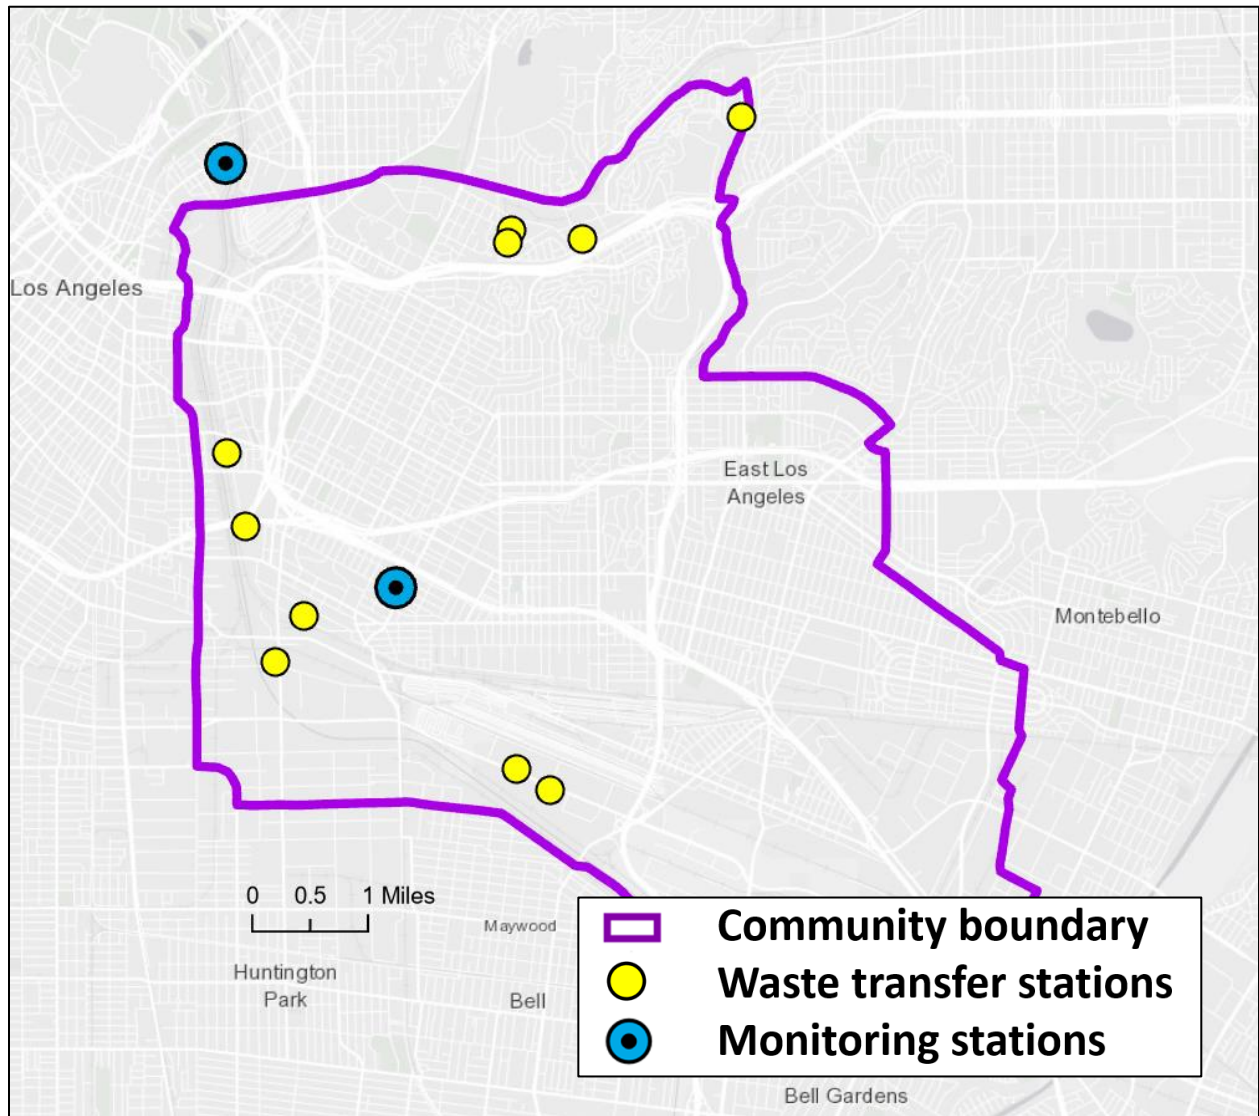 Los Angeles
East Los
Angeles
Montebello
0 0.5 1 Miles
Maywood
Huntington
Park
Bell
Community boundary
Waste transfer stations
Monitoring stations
Bell Gardens